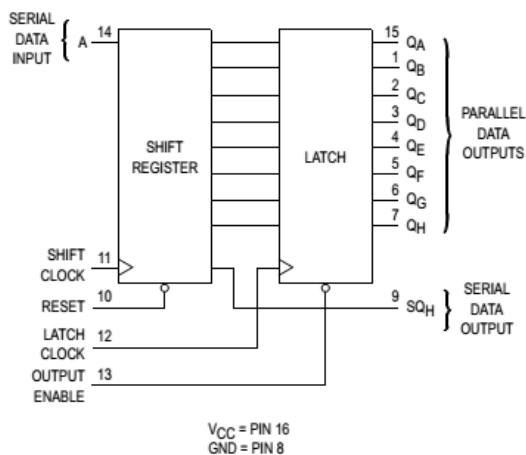 SERIAL
DATA
INPUT
A 14
SHIFT
REGISTER
LATCH
15 QA
1 QB
2 QC
3 QD
4 QE
5 QF
6 QG
7 QH
PARALLEL
DATA
OUTPUTS
SHIFT
CLOCK
11
RESET 10
LATCH
CLOCK
12
OUTPUT
ENABLE
13
9 SQH
SERIAL
DATA
OUTPUT
VCC = PIN 16
GND = PIN 8